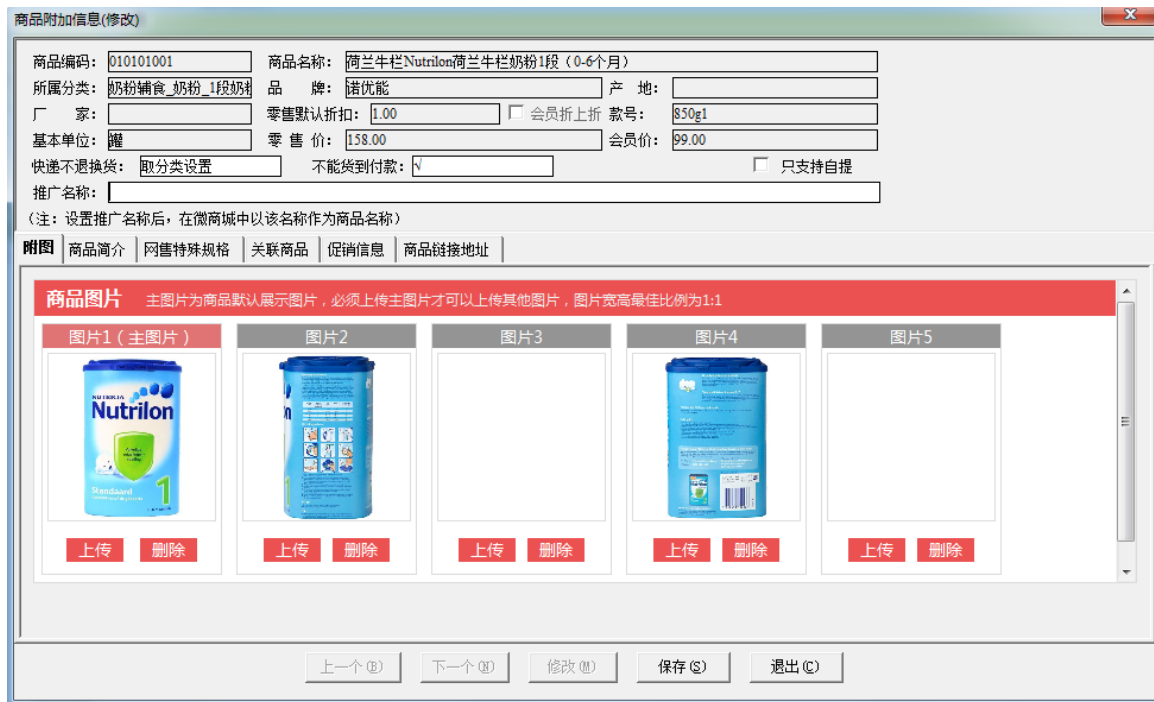 商品附加信息(修改)
商品编码： 010101001 商品名称： 荷兰牛栏Nutrilon荷兰牛栏奶粉1段（0-6个月）
所属分类： 奶粉辅食_奶粉_1段奶粉 品 牌： 诺优能 产 地：
厂 家： 零售默认折扣： 1.00 会员折上折 款号： 850g1
基本单位： 罐 零 售 价： 158.00 会员价： 99.00
快递不退换货： 取分类设置 不能货到付款： √ 只支持自提
推广名称：
（注：设置推广名称后，在微商城中以该名称作为商品名称）
附图 商品简介 网售特殊规格 关联商品 促销信息 商品链接地址
商品图片 主图片为商品默认展示图片，必须上传主图片才可以上传其他图片，图片宽高最佳比例为1:1
图片1（主图片） 图片2 图片3 图片4 图片5
NUTRICIA
Nutrilon
Standaard
1
n
1
Nutrilon
上传 删除 上传 删除 上传 删除 上传 删除 上传 删除
上一个(B) 下一个(N) 修改(M) 保存(S) 退出(C)